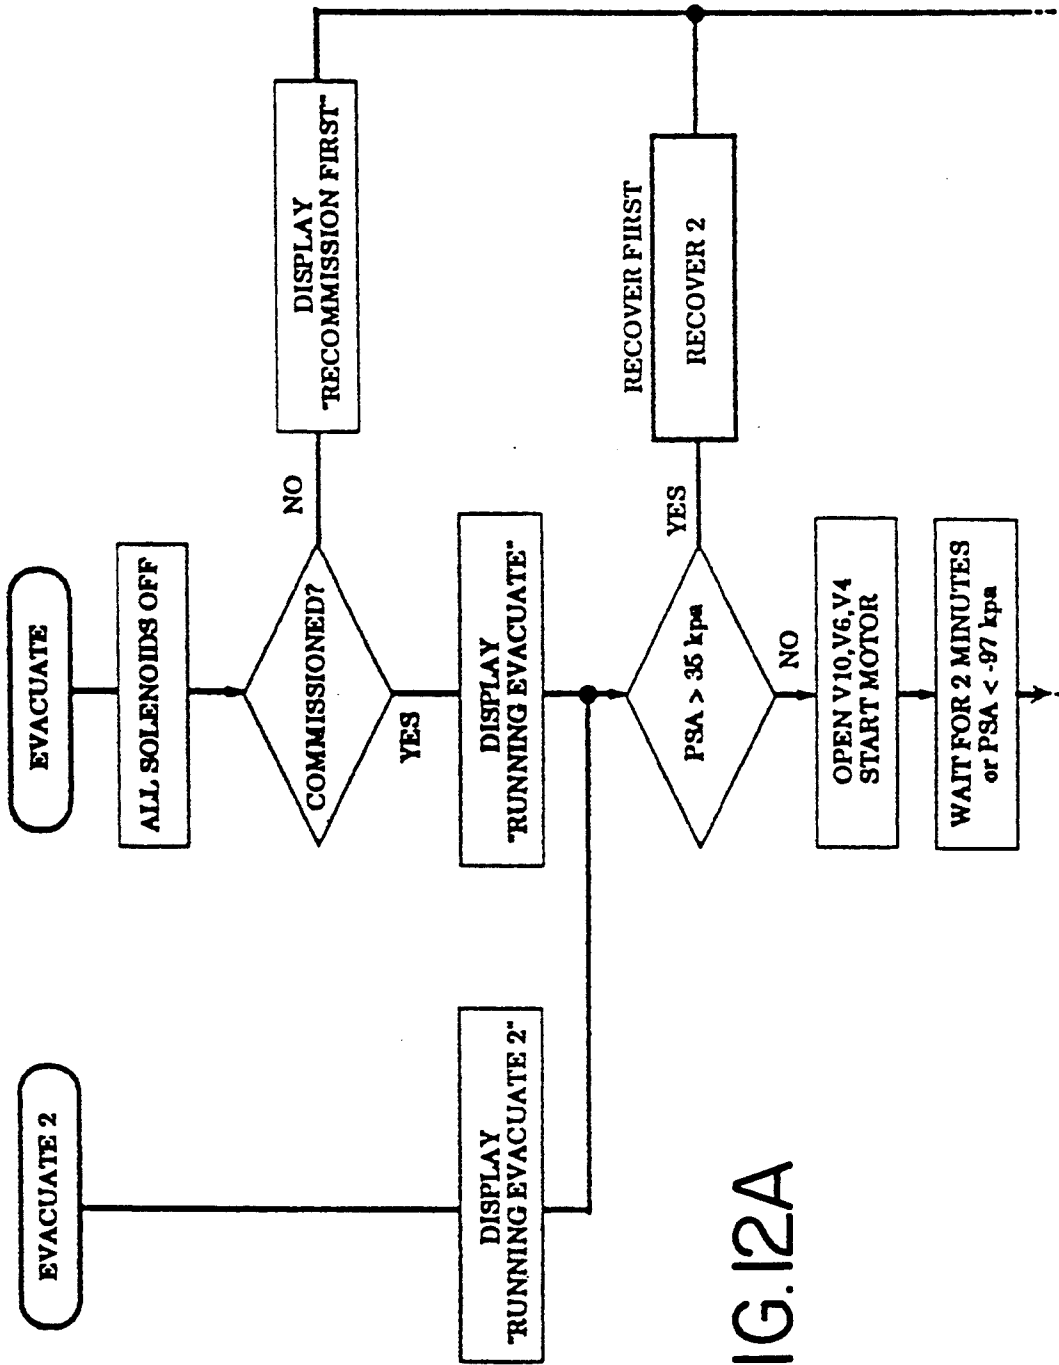 EVACUATE 2
EVACUATE
ALL SOLENOIDS OFF
COMMISSIONED?
NO
DISPLAY
"RECOMMISSION FIRST"
YES
DISPLAY
"RUNNING EVACUATE 2"
DISPLAY
"RUNNING EVACUATE"
PSA > 35 kpa
YES
RECOVER FIRST
RECOVER 2
NO
OPEN V10,V6,V4
START MOTOR
WAIT FOR 2 MINUTES
or PSA < -97 kpa
IG. 12A